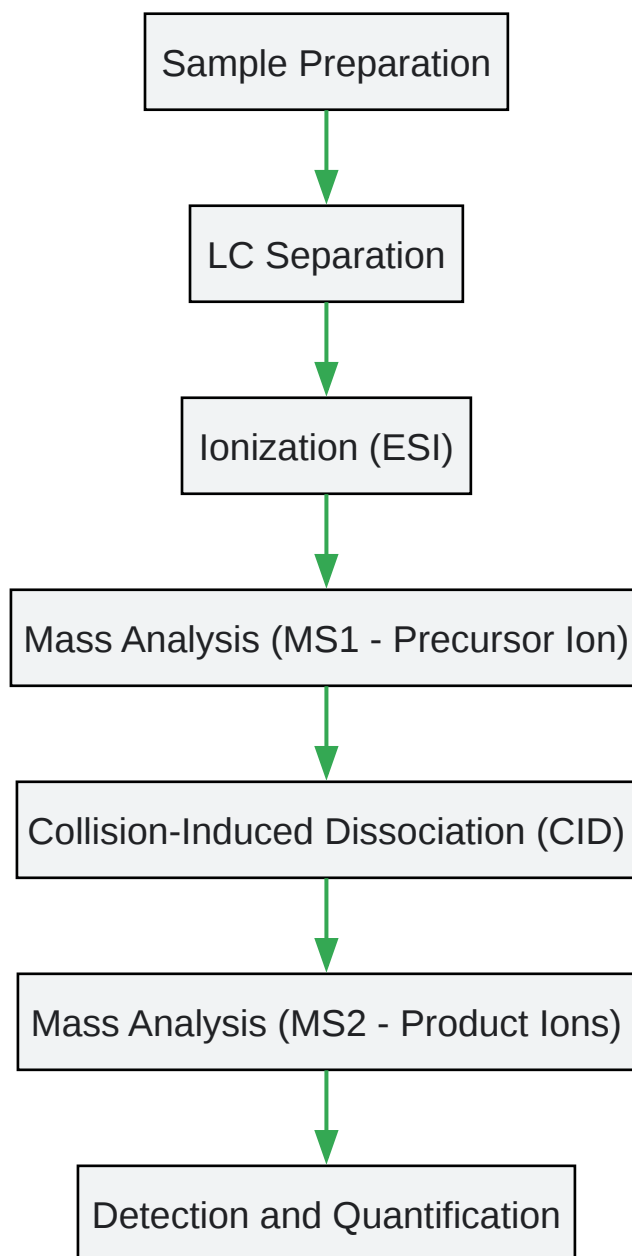 Sample Preparation
LC Separation
Ionization (ESI)
Mass Analysis (MS1 - Precursor Ion)
Collision-Induced Dissociation (CID)
Mass Analysis (MS2 - Product Ions)
Detection and Quantification